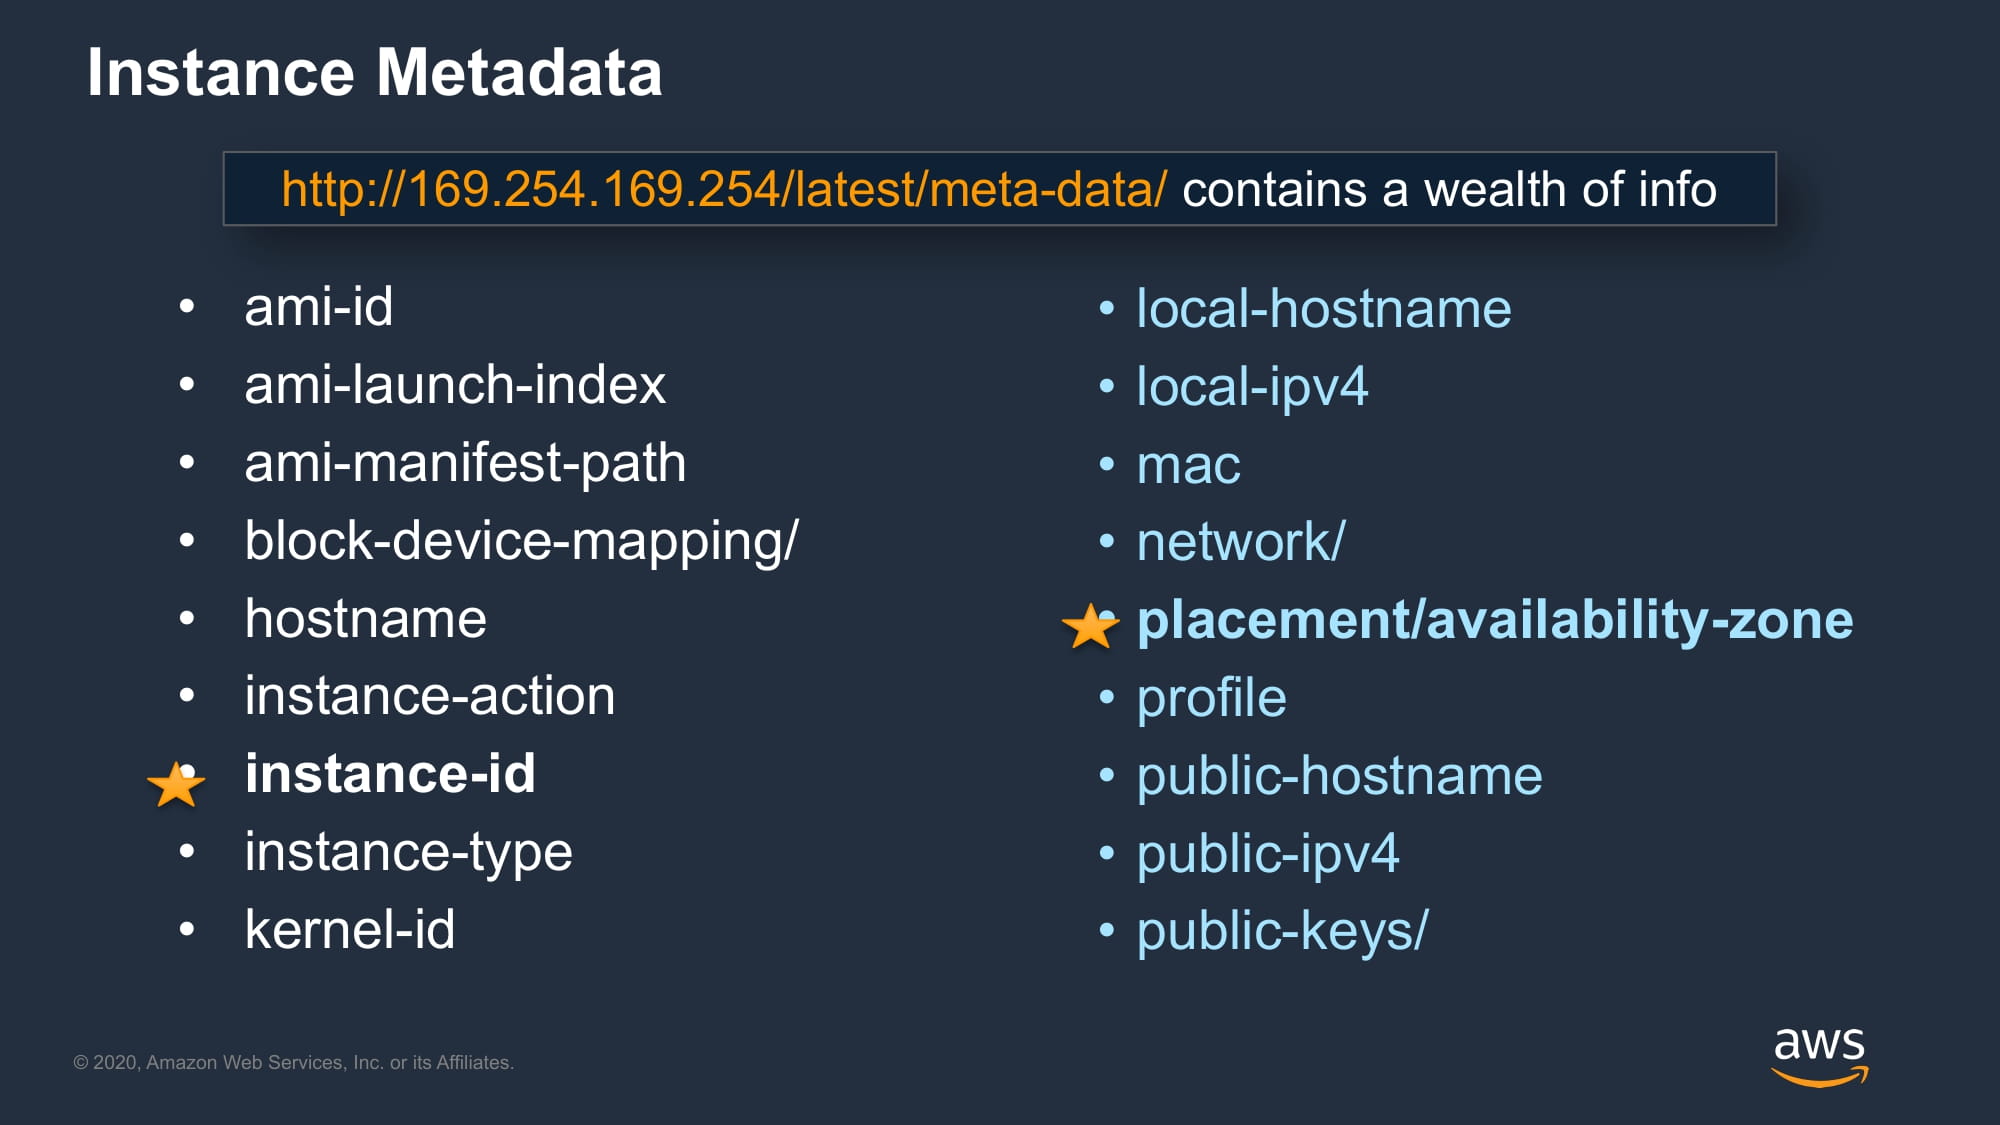 Instance Metadata
http://169.254.169.254/latest/meta-data/ contains a wealth of info
• ami-id
• ami-launch-index
• ami-manifest-path
• block-device-mapping/
• hostname
• instance-action
• instance-id
• instance-type
• kernel-id
• local-hostname
• local-ipv4
• mac
• network/
• placement/availability-zone
• profile
• public-hostname
• public-ipv4
• public-keys/
© 2020, Amazon Web Services, Inc. or its Affiliates.
aws